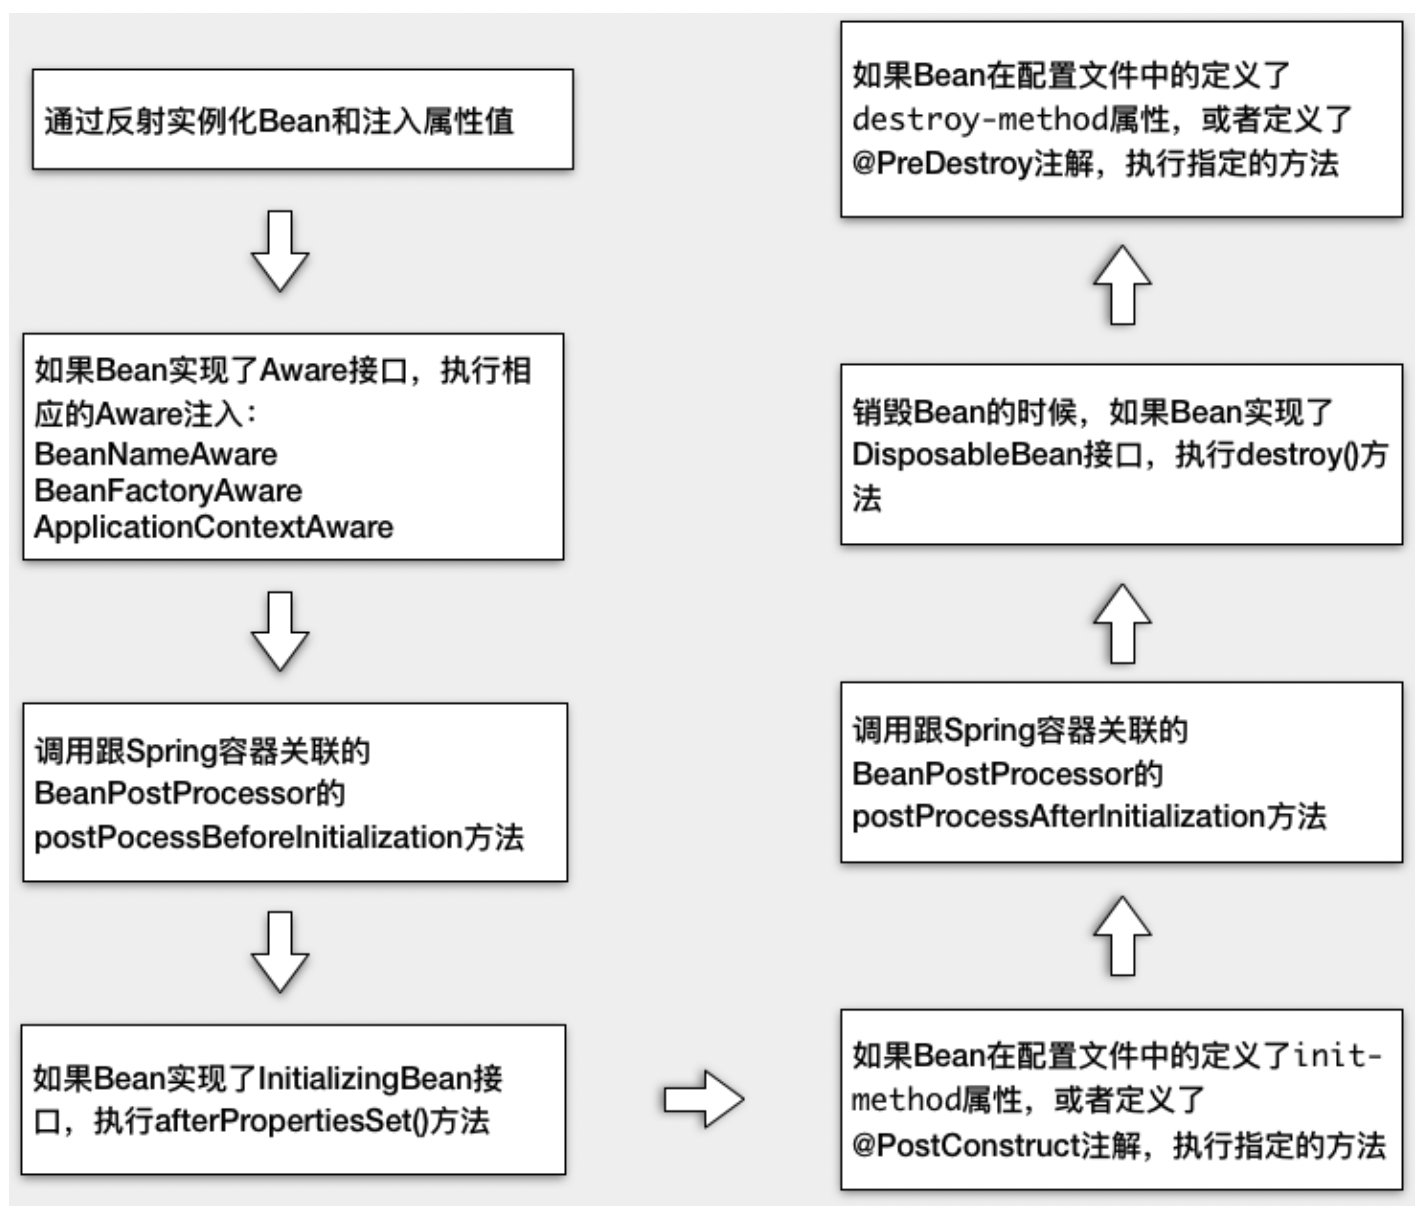 通过反射实例化Bean和注入属性值
如果Bean实现了Aware接口，执行相
应的Aware注入：
BeanNameAware
BeanFactoryAware
ApplicationContextAware
调用跟Spring容器关联的
BeanPostProcessor的
postPocessBeforeInitialization方法
如果Bean实现了InitializingBean接
口，执行afterPropertiesSet()方法
如果Bean在配置文件中的定义了init-
method属性，或者定义了
@PostConstruct注解，执行指定的方法
调用跟Spring容器关联的
BeanPostProcessor的
postProcessAfterInitialization方法
销毁Bean的时候，如果Bean实现了
DisposableBean接口，执行destroy()方
法
如果Bean在配置文件中的定义了
destroy-method属性，或者定义了
@PreDestroy注解，执行指定的方法